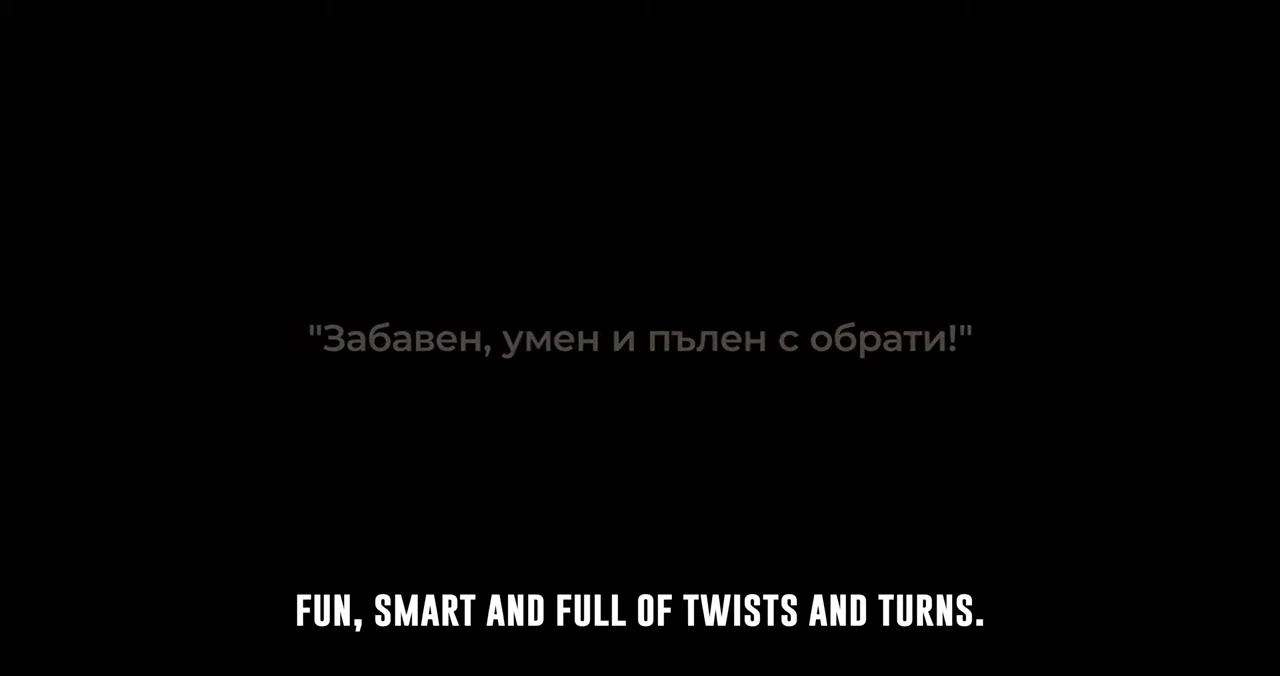 "Забавен, умен и пълен с обрати!"
FUN, SMART AND FULL OF TWISTS AND TURNS.